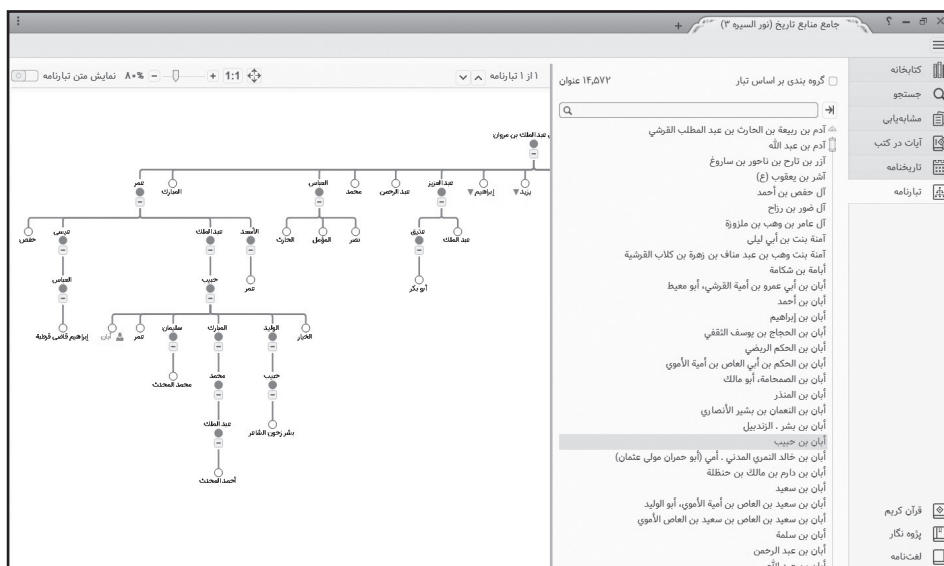 جامع منابع تاریخ (نور السیره ۳)
کتابخانه
جستجو
مشابه‌یابی
آیات در کتب
تاریخنامه
تبارنامه
قرآن کریم
پژوه نگار
لغت‌نامه
گروه بندی بر اساس تبار
۱۴,۵۷۲ عنوان
آدم بن ربيعة بن الحارث بن عبد المطلب القرشي
آدم بن عبد الله
آزر بن تارح بن ناحور بن ساروغ
آشر بن يعقوب (ع)
آل حفص بن أحمد
آل ضور بن رزاح
آل عامر بن وهب بن ملزوزة
آمنة بنت بن أبي ليلى
آمنة بنت وهب بن عبد مناف بن زهرة بن كلاب القرشية
أبامة بن شكامة
أبان بن أبي عمرو بن أمية القرشي، أبو معيط
أبان بن أحمد
أبان بن إبراهيم
أبان بن الحجاج بن يوسف الثقفي
أبان بن الحكم الربضي
أبان بن الحكم بن أبي العاص بن أمية الأموي
أبان بن الصمحامة، أبو مالك
أبان بن المنذر
أبان بن النعمان بن بشير الأنصاري
أبان بن بشر . الزندبيل
أبان بن حبيب
أبان بن خالد النمري المدني . أمي (أبو حمران مولى عثمان)
أبان بن دارم بن مالك بن حنظلة
أبان بن سعيد
أبان بن سعيد بن العاص بن أمية الأموي، أبو الوليد
أبان بن سعيد بن العاص بن سعيد بن العاص الأموي
أبان بن سلمة
أبان بن عبد الرحمن
۱ از ۱ تبارنامه
1:1
۸۰%
نمایش متن تبارنامه
عبد الملك بن مروان
يزيد
إبراهيم
عبد العزيز
عبد الرحمن
محمد
العباس
المبارك
عمر
عبد الملك
عتيق
نصر
المؤمل
الحارث
الأسعد
عبد الملك
عيسى
حفص
أبو بكر
عمر
حبيب
العباس
الخيار
الوليد
المبارك
سليمان
عمر
أبان
إبراهيم قاضي قرطبة
حبيب
محمد
محمد المحدث
بشر زحون الشاعر
عبد الملك
أحمد المحدث